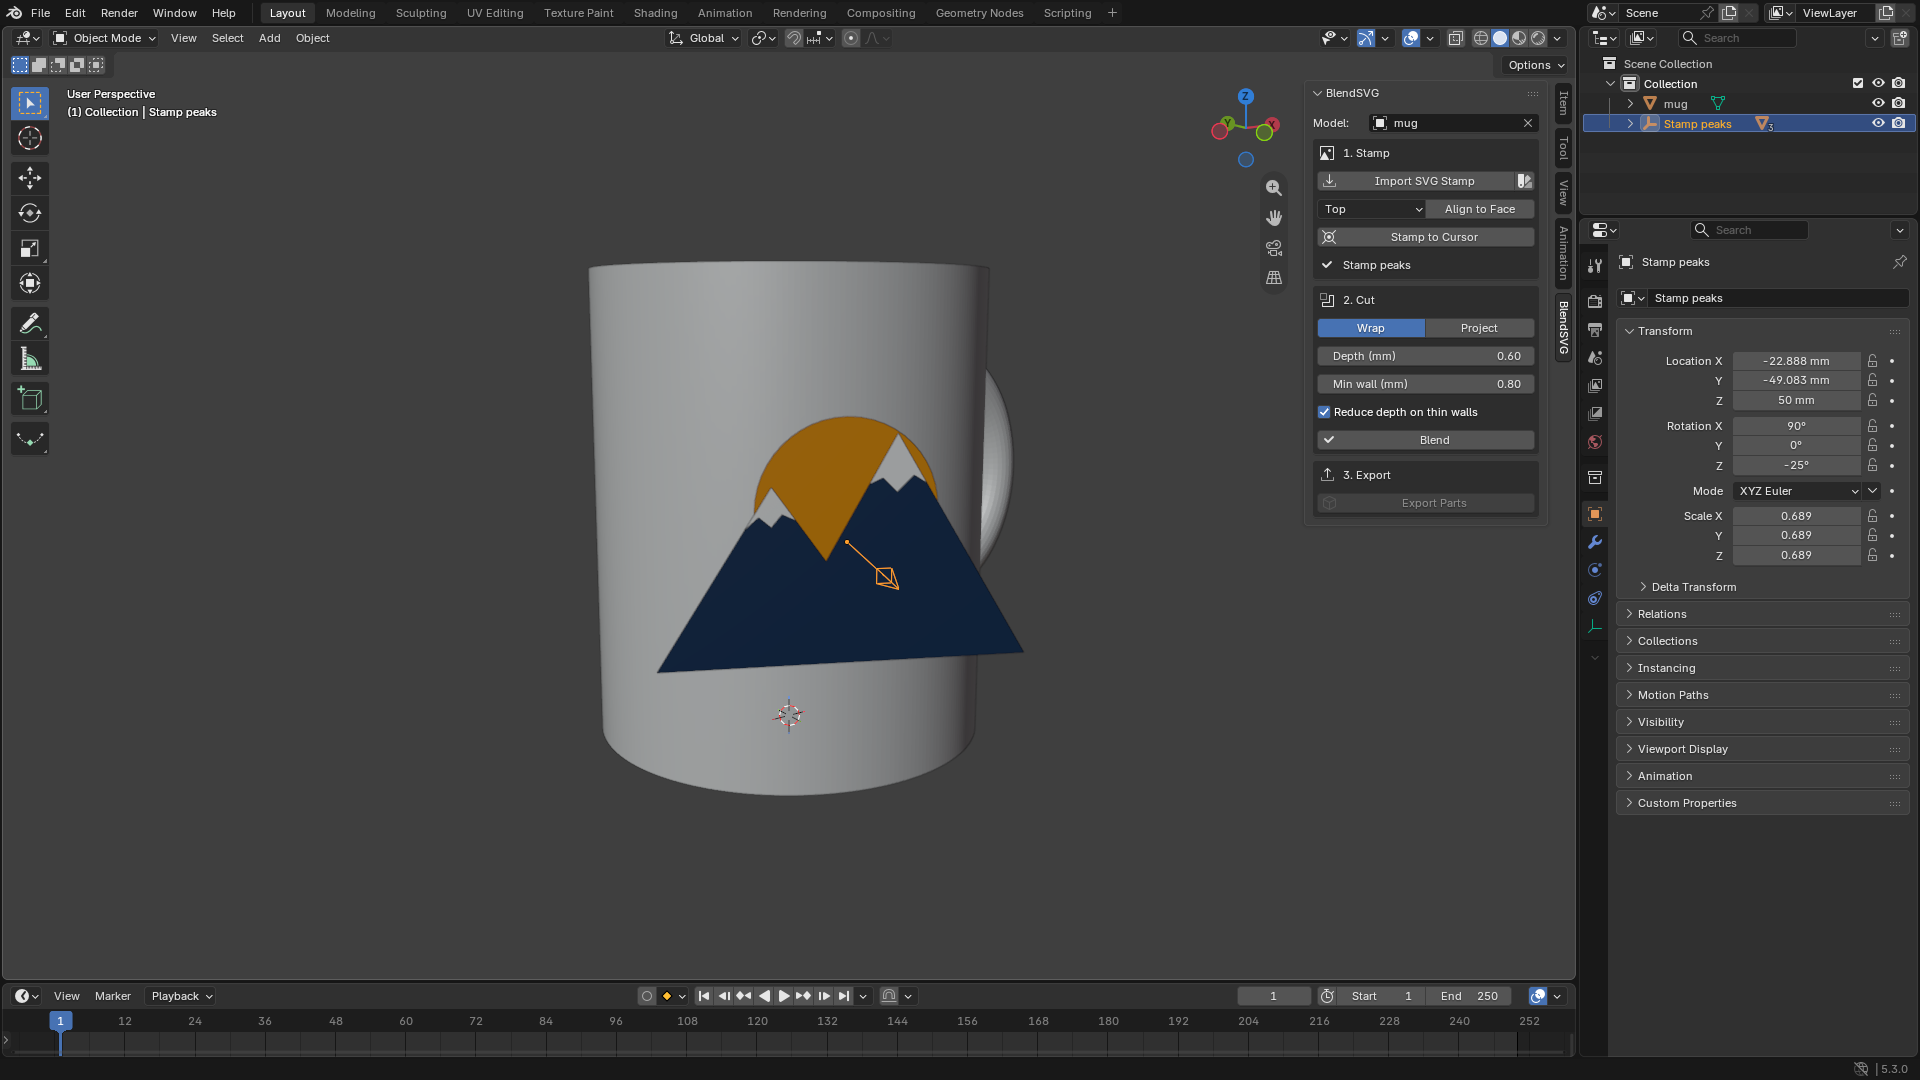 File Edit Render Window Help Layout Modeling Sculpting UV Editing Texture Paint Shading Animation Rendering Compositing Geometry Nodes Scripting + Scene ViewLayer
Object Mode View Select Add Object Global Search
Options
User Perspective
(1) Collection | Stamp peaks
Z
Y
X
BlendSVG
Model: mug
1. Stamp
Import SVG Stamp
Top Align to Face
Stamp to Cursor
Stamp peaks
2. Cut
Wrap Project
Depth (mm) 0.60
Min wall (mm) 0.80
Reduce depth on thin walls
Blend
3. Export
Export Parts
Item
Tool
View
Animation
BlendSVG
Scene Collection
Collection
mug
Stamp peaks 3
Search
Stamp peaks
Stamp peaks
Transform
Location X -22.888 mm
Y -49.083 mm
Z 50 mm
Rotation X 90°
Y 0°
Z -25°
Mode XYZ Euler
Scale X 0.689
Y 0.689
Z 0.689
Delta Transform
Relations
Collections
Instancing
Motion Paths
Visibility
Viewport Display
Animation
Custom Properties
View Marker Playback 1 Start 1 End 250
1 12 24 36 48 60 72 84 96 108 120 132 144 156 168 180 192 204 216 228 240 252
5.3.0